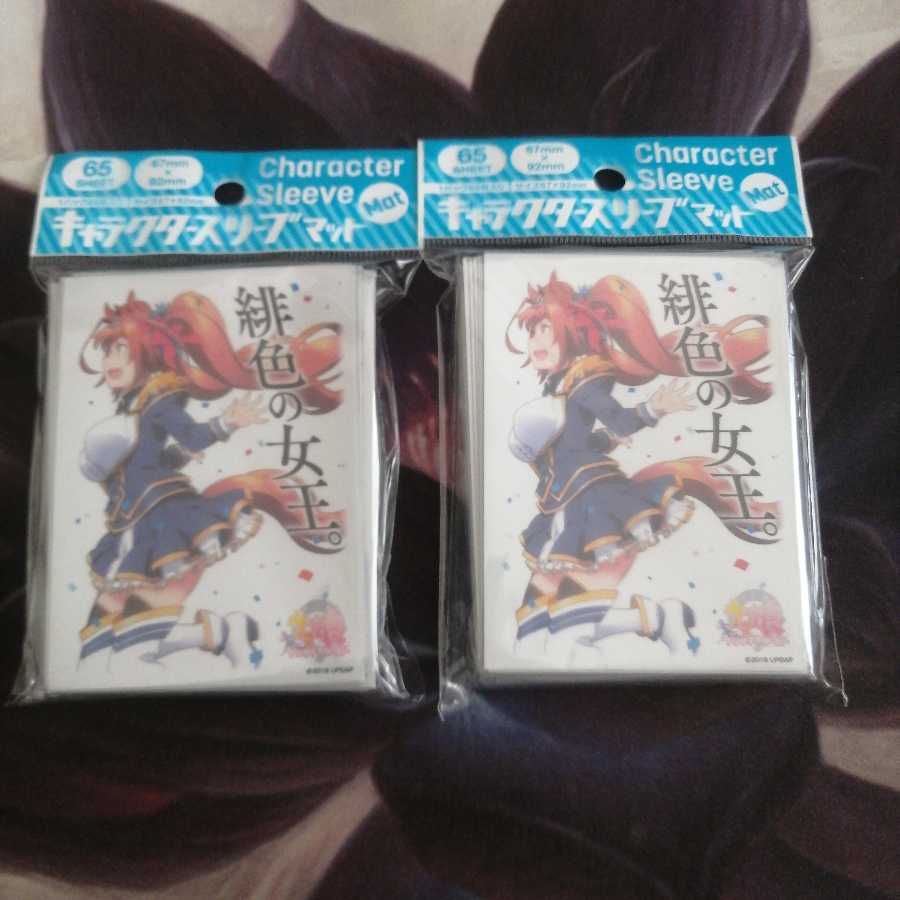 65
SHEET
67mm
×
92mm
Character
Sleeve
Mat
キャラクタースリーブマット
緋色の女王。
65
SHEET
67mm
×
92mm
Character
Sleeve
Mat
キャラクタースリーブマット
緋色の女王。